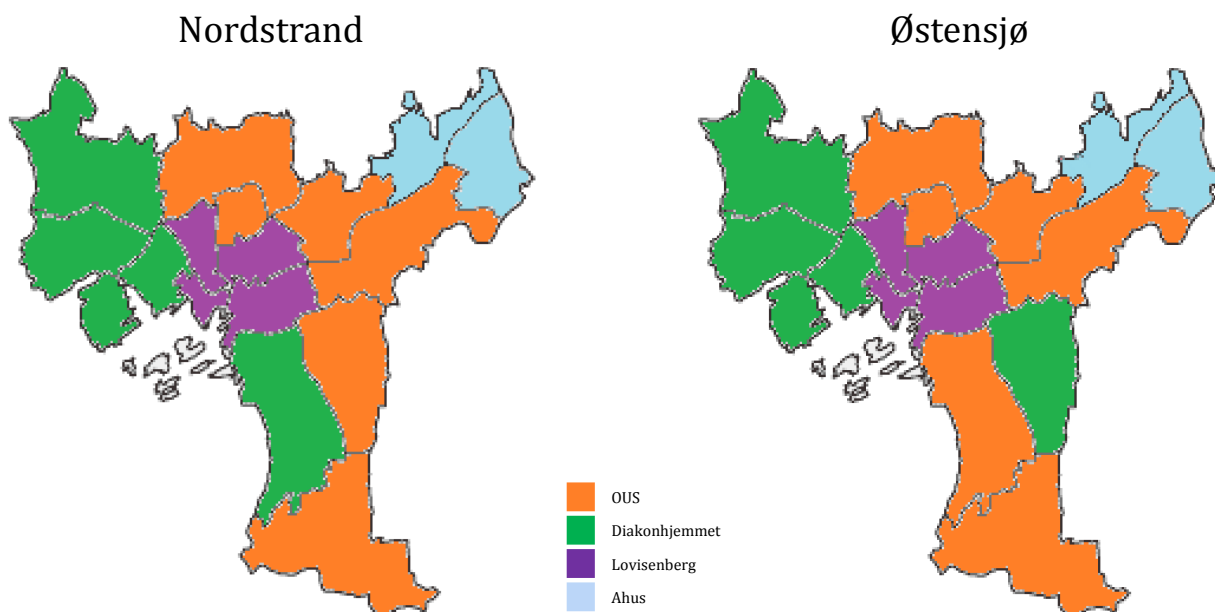 Nordstrand
Østensjø
OUS
Diakonhjemmet
Lovisenberg
Ahus